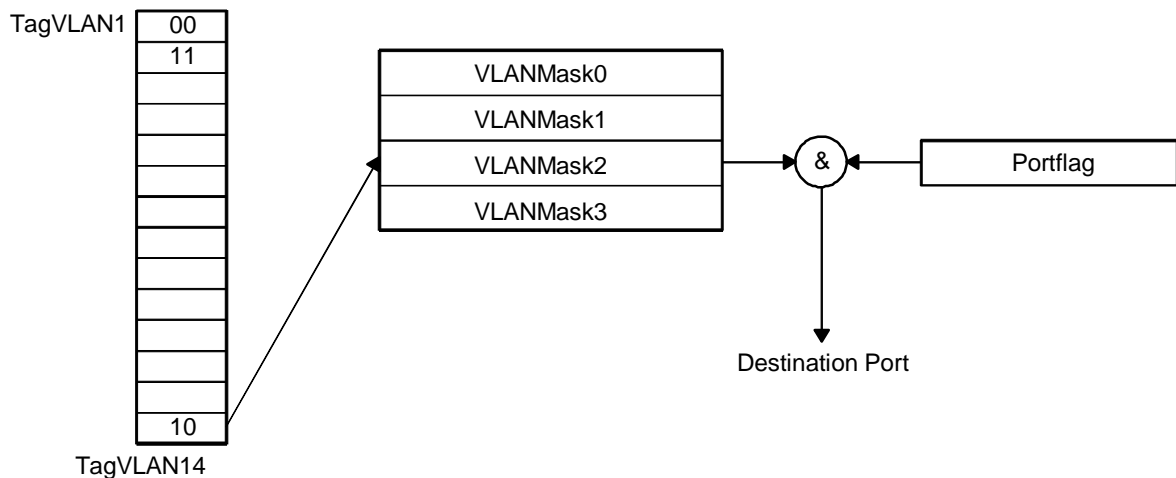 TagVLAN1
00
11
10
TagVLAN14
VLANMask0
VLANMask1
VLANMask2
VLANMask3
&
Portflag
Destination Port